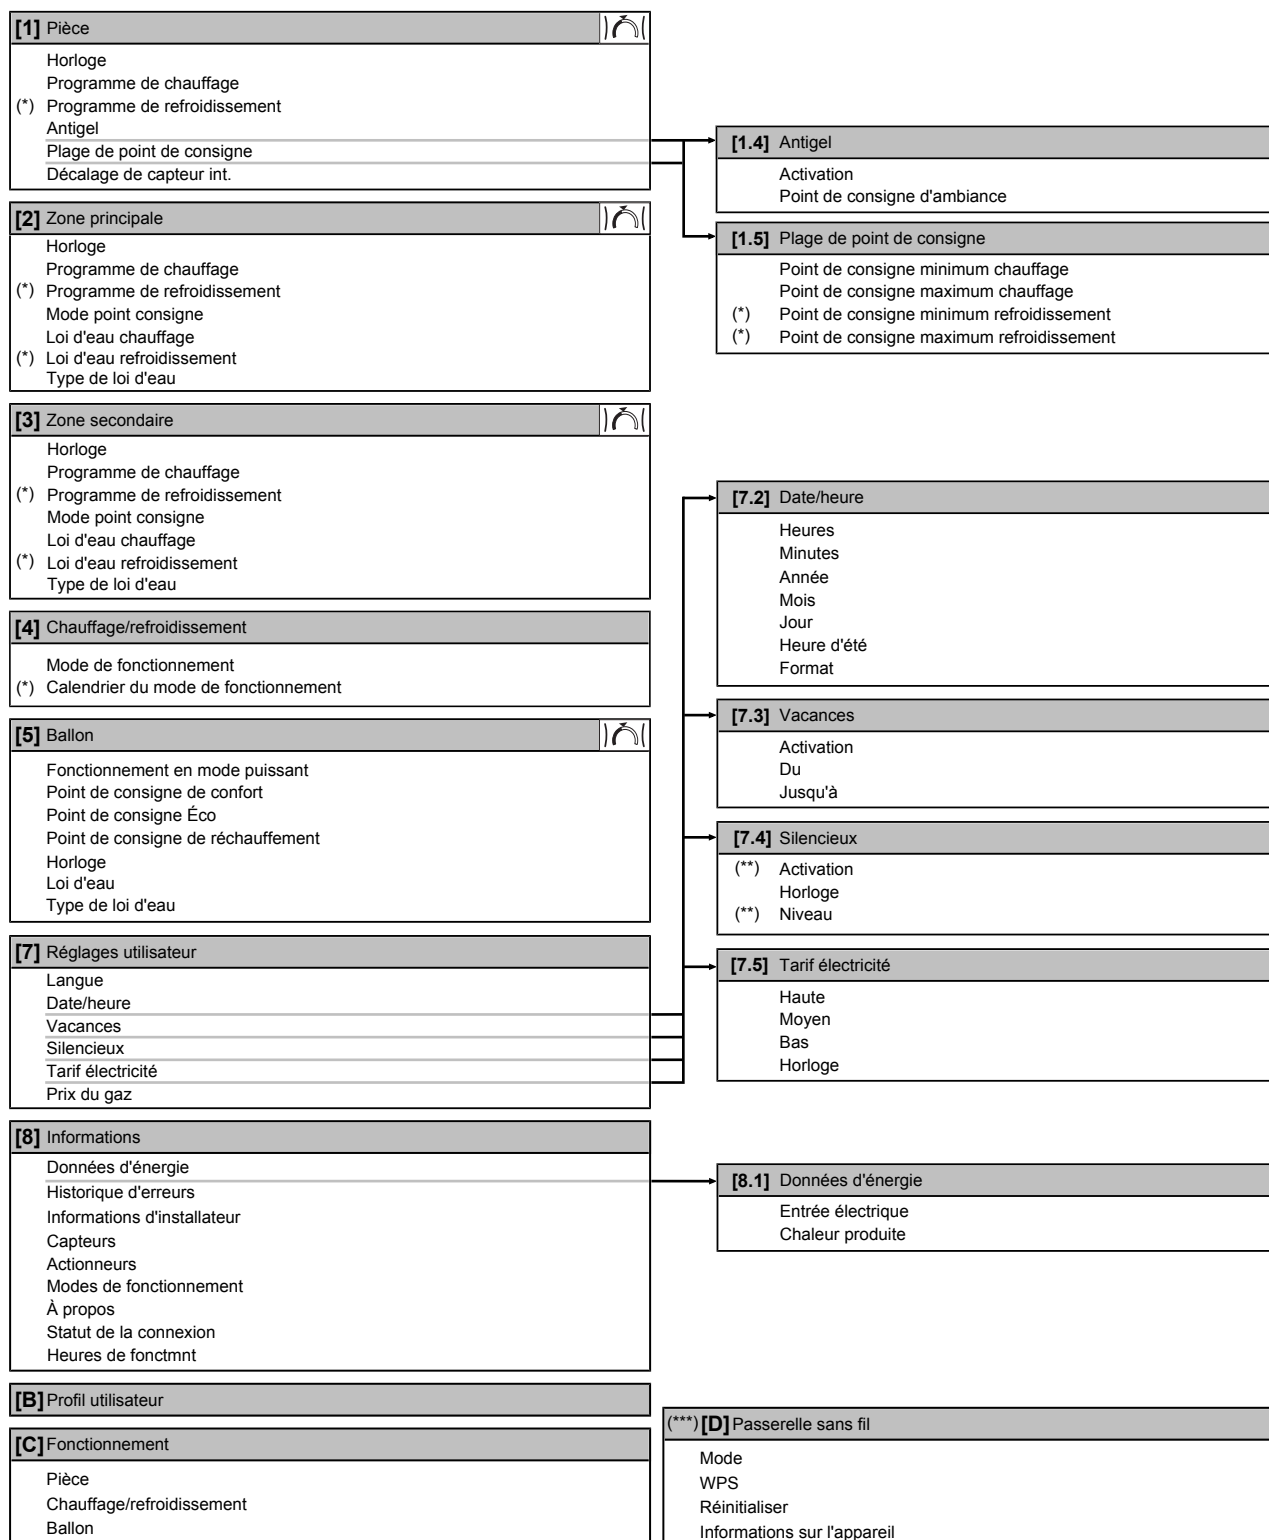 [1] Pièce
Horloge
Programme de chauffage
(*) Programme de refroidissement
Antigel
Plage de point de consigne
Décalage de capteur int.
[1.4] Antigel
Activation
Point de consigne d'ambiance
[1.5] Plage de point de consigne
Point de consigne minimum chauffage
Point de consigne maximum chauffage
(*) Point de consigne minimum refroidissement
(*) Point de consigne maximum refroidissement
[2] Zone principale
Horloge
Programme de chauffage
(*) Programme de refroidissement
Mode point consigne
Loi d'eau chauffage
(*) Loi d'eau refroidissement
Type de loi d'eau
[3] Zone secondaire
Horloge
Programme de chauffage
(*) Programme de refroidissement
Mode point consigne
Loi d'eau chauffage
(*) Loi d'eau refroidissement
Type de loi d'eau
[4] Chauffage/refroidissement
Mode de fonctionnement
(*) Calendrier du mode de fonctionnement
[5] Ballon
Fonctionnement en mode puissant
Point de consigne de confort
Point de consigne Éco
Point de consigne de réchauffement
Horloge
Loi d'eau
Type de loi d'eau
[7] Réglages utilisateur
Langue
Date/heure
Vacances
Silencieux
Tarif électricité
Prix du gaz
[7.2] Date/heure
Heures
Minutes
Année
Mois
Jour
Heure d'été
Format
[7.3] Vacances
Activation
Du
Jusqu'à
[7.4] Silencieux
(**) Activation
Horloge
(**) Niveau
[7.5] Tarif électricité
Haute
Moyen
Bas
Horloge
[8] Informations
Données d'énergie
Historique d'erreurs
Informations d'installateur
Capteurs
Actionneurs
Modes de fonctionnement
À propos
Statut de la connexion
Heures de fonctmnt
[8.1] Données d'énergie
Entrée électrique
Chaleur produite
[B] Profil utilisateur
[C] Fonctionnement
Pièce
Chauffage/refroidissement
Ballon
(***) [D] Passerelle sans fil
Mode
WPS
Réinitialiser
Informations sur l'appareil